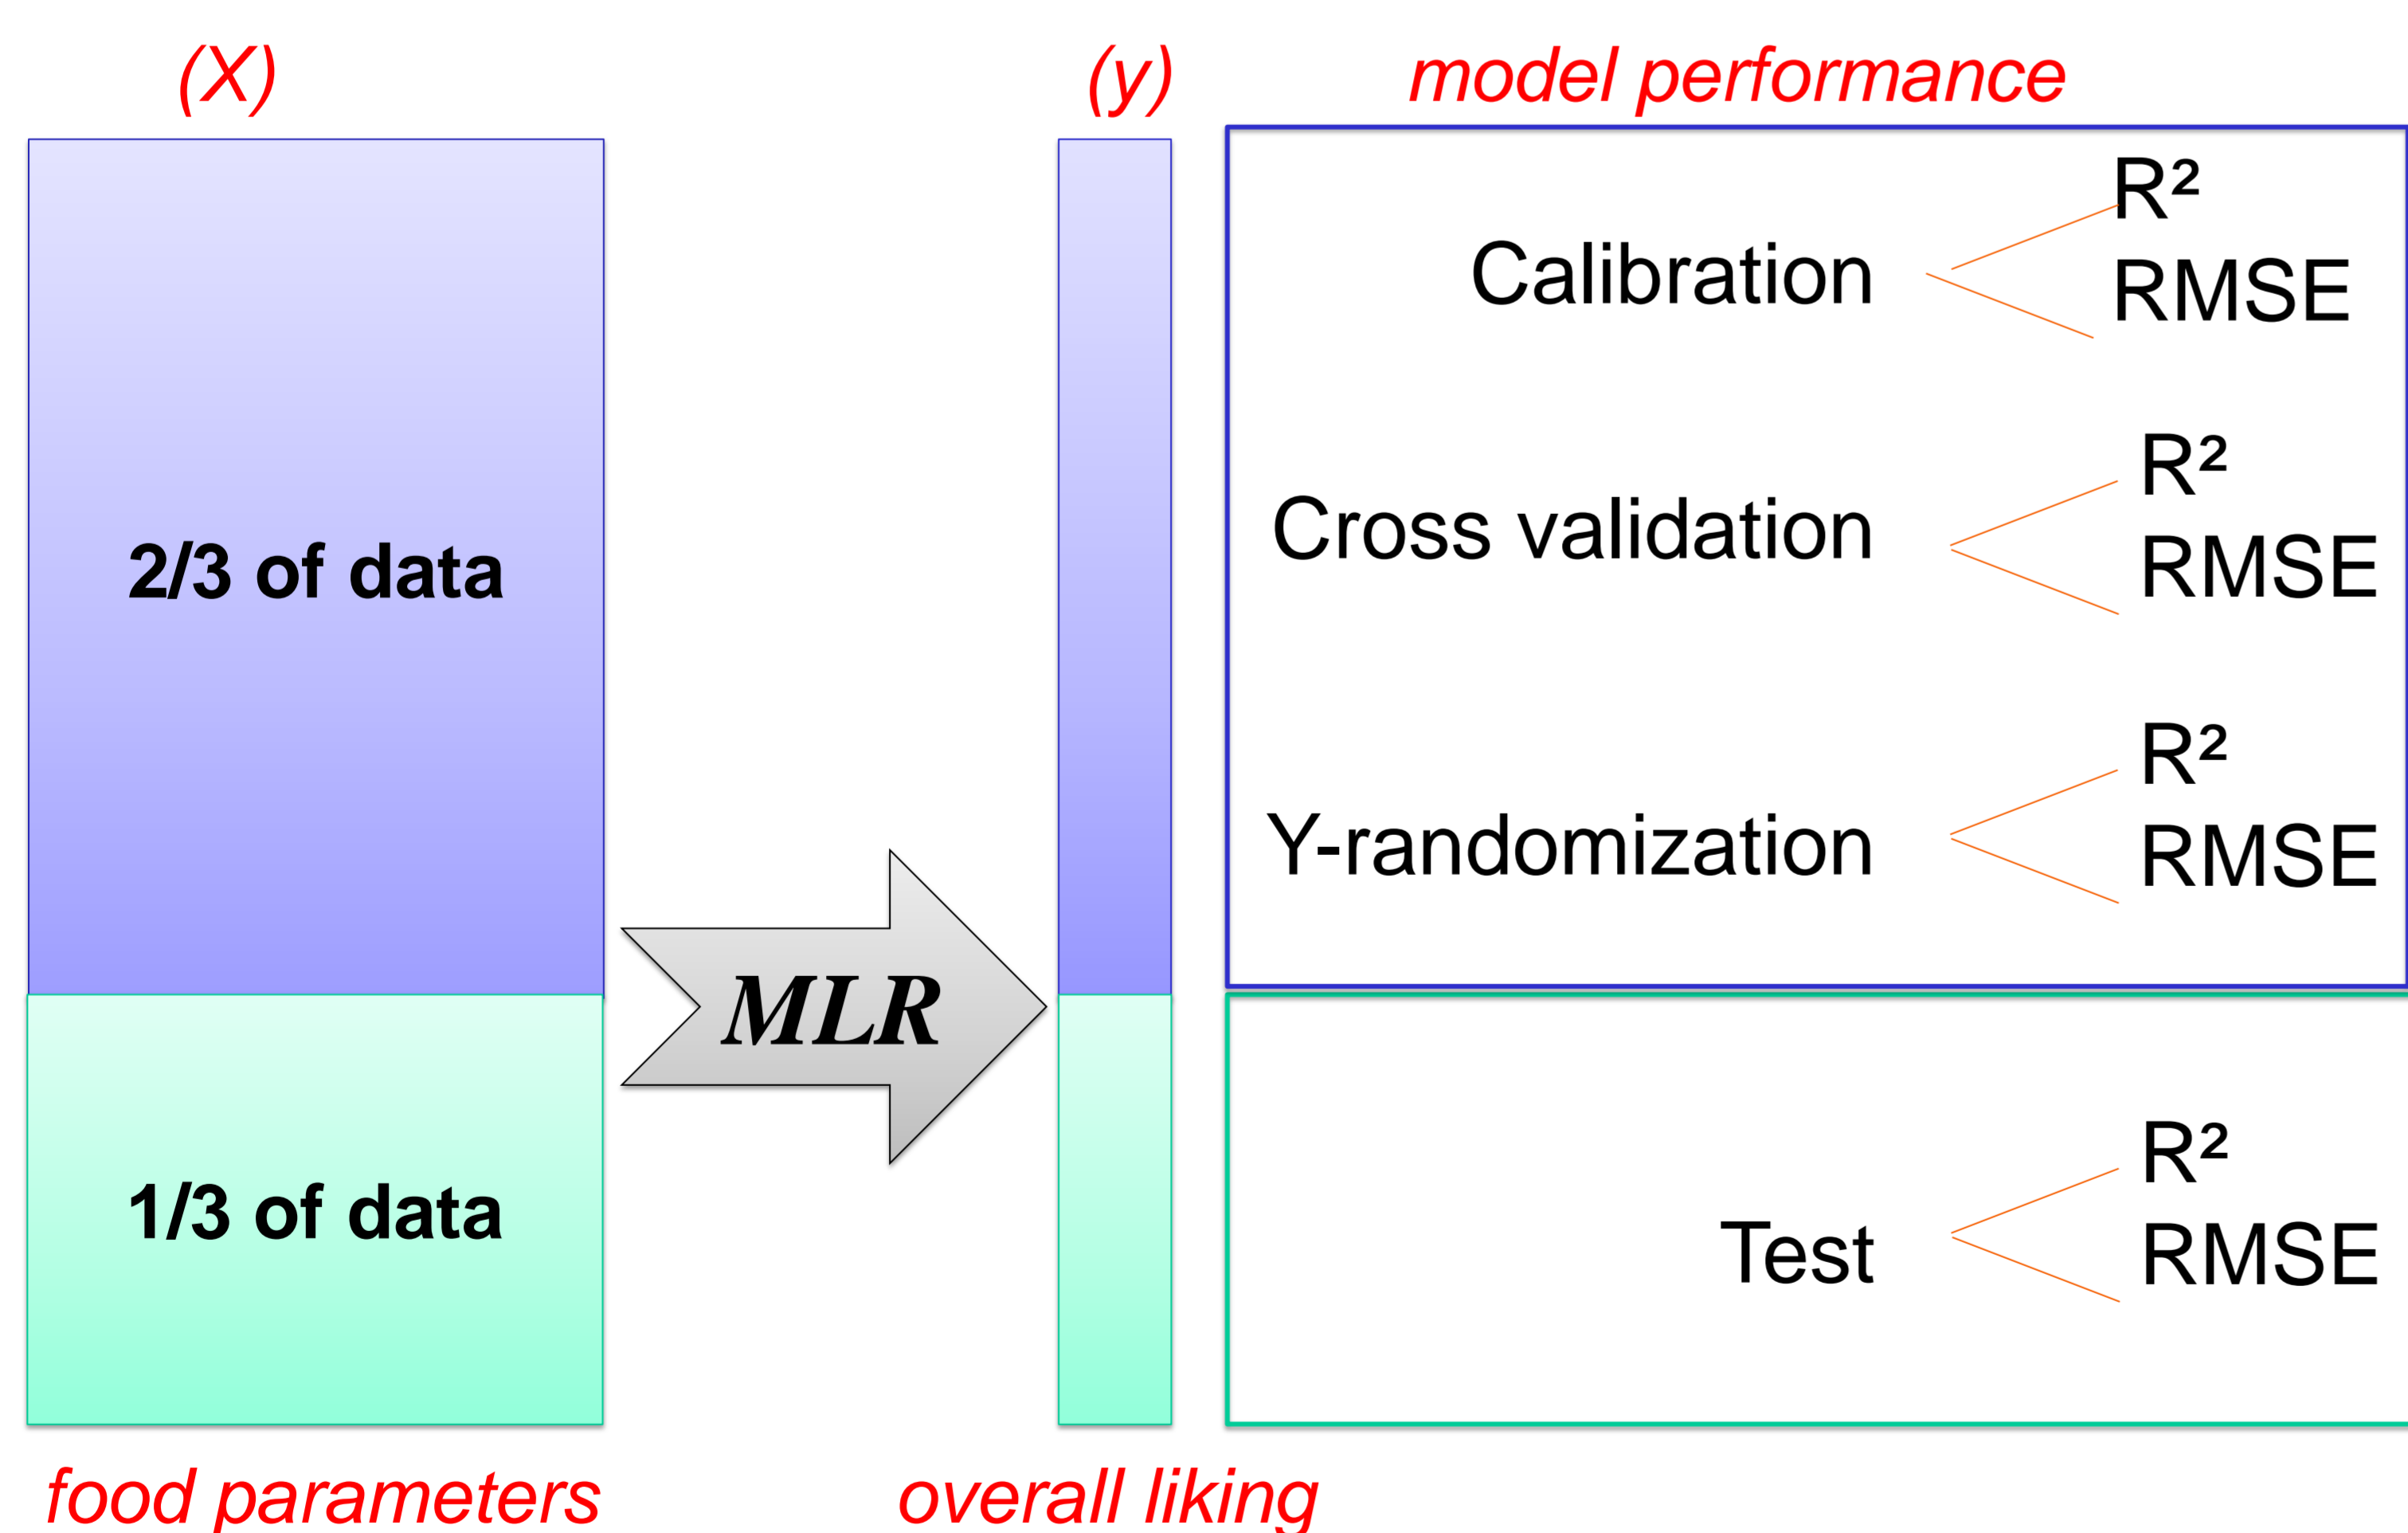 (X)
(y)
model performance
2/3 of data
1/3 of data
MLR
Calibration
R²
RMSE
Cross validation
R²
RMSE
Y-randomization
R²
RMSE
Test
R²
RMSE
food parameters
overall liking